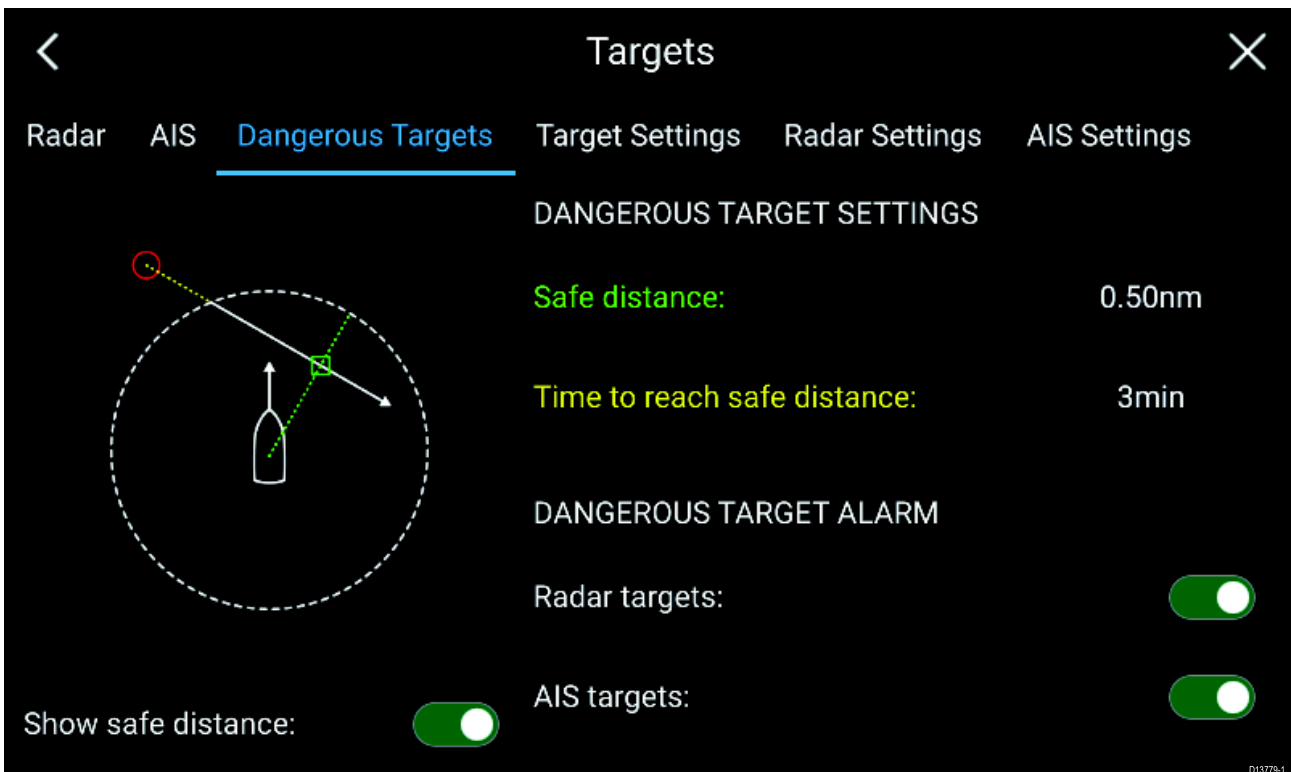 Targets
Radar AIS Dangerous Targets Target Settings Radar Settings AIS Settings
DANGEROUS TARGET SETTINGS
Safe distance: 0.50nm
Time to reach safe distance: 3min
DANGEROUS TARGET ALARM
Radar targets:
AIS targets:
Show safe distance:
D13779-1